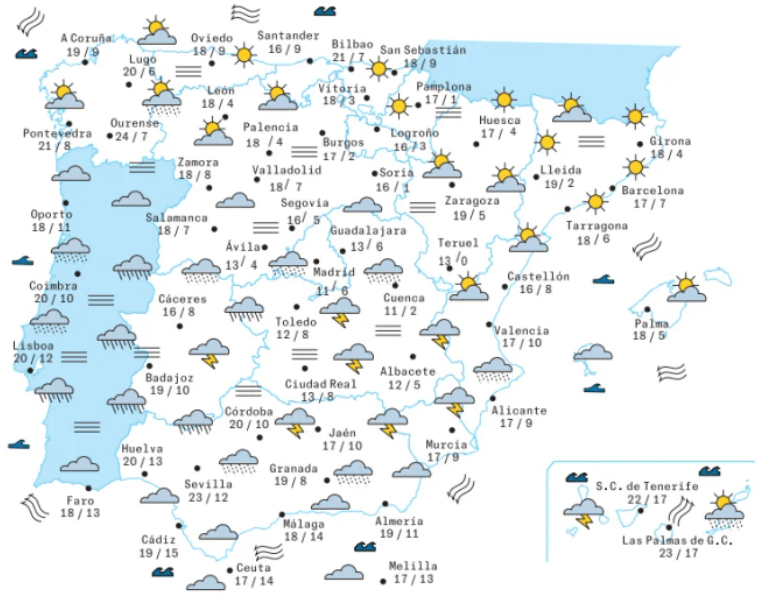 A Coruña
19 / 9
Oviedo
18 / 9
Santander
16 / 9
Bilbao
21 / 7
San Sebastián
18 / 9
Lugo
20 / 6
León
18 / 4
Vitoria
18 / 3
Pamplona
17 / 1
Huesca
17 / 4
Pontevedra
21 / 8
Ourense
24 / 7
Palencia
18 / 4
Burgos
17 / 2
Logroño
16 / 3
Girona
18 / 4
Zamora
18 / 8
Valladolid
18 / 7
Soria
16 / 1
Lleida
19 / 2
Barcelona
17 / 7
Oporto
18 / 11
Salamanca
18 / 7
Segovia
16 / 5
Zaragoza
19 / 5
Tarragona
18 / 6
Ávila
13 / 4
Guadalajara
13 / 6
Teruel
13 / 0
Coimbra
20 / 10
Madrid
11 / 6
Castellón
16 / 8
Cáceres
16 / 8
Cuenca
11 / 2
Toledo
12 / 8
Valencia
17 / 10
Palma
18 / 5
Lisboa
20 / 12
Badajoz
19 / 10
Ciudad Real
13 / 8
Albacete
12 / 5
Córdoba
20 / 10
Alicante
17 / 9
Jaén
17 / 10
Murcia
17 / 9
Huelva
20 / 13
Sevilla
23 / 12
Granada
19 / 8
Faro
18 / 13
Cádiz
19 / 15
Málaga
18 / 14
Almería
19 / 11
Ceuta
17 / 14
Melilla
17 / 13
S.C. de Tenerife
22 / 17
Las Palmas de G.C.
23 / 17